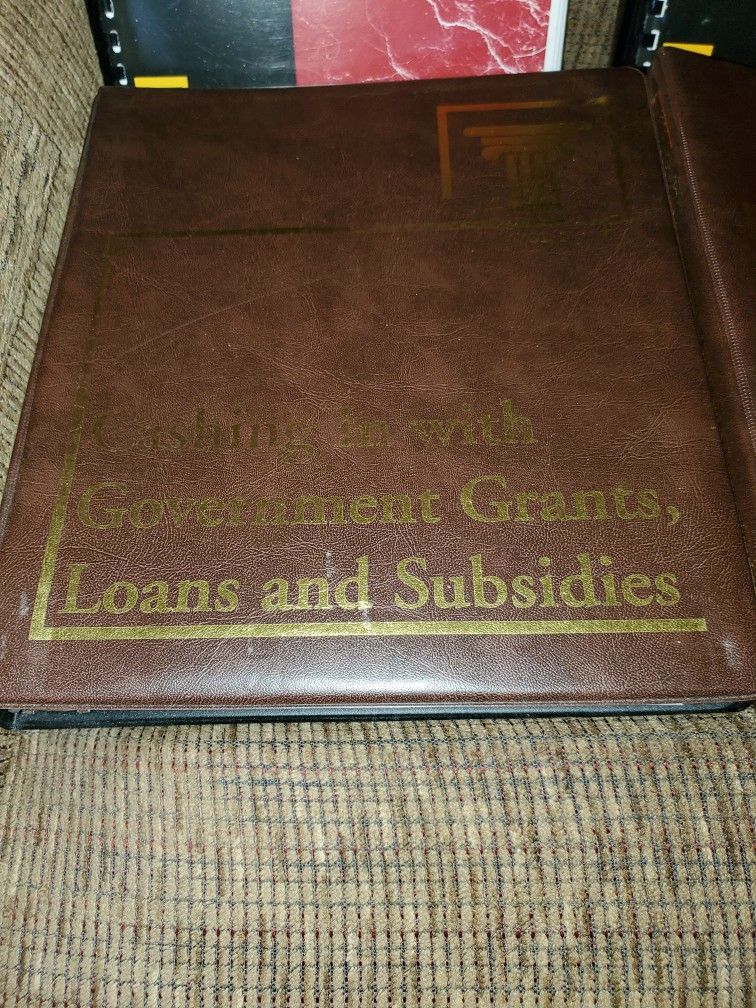 Cashing in with
Government Grants,
Loans and Subsidies